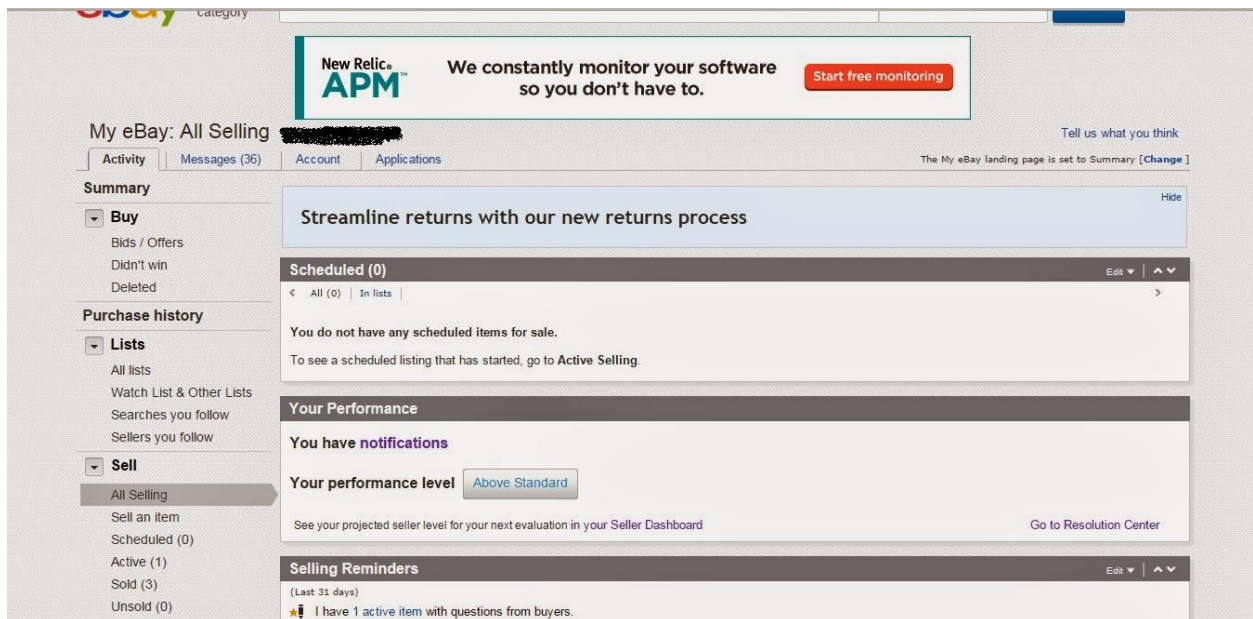 ebay
category
New Relic®
APM™
We constantly monitor your software
so you don't have to.
Start free monitoring
My eBay: All Selling
Tell us what you think
Activity Messages (36) Account Applications
The My eBay landing page is set to Summary [Change ]
Summary
Buy
Bids / Offers
Didn't win
Deleted
Purchase history
Lists
All lists
Watch List & Other Lists
Searches you follow
Sellers you follow
Sell
All Selling
Sell an item
Scheduled (0)
Active (1)
Sold (3)
Unsold (0)
Hide
Streamline returns with our new returns process
Scheduled (0) Edit
All (0) | In lists |
You do not have any scheduled items for sale.
To see a scheduled listing that has started, go to Active Selling.
Your Performance
You have notifications
Your performance level Above Standard
See your projected seller level for your next evaluation in your Seller Dashboard Go to Resolution Center
Selling Reminders Edit
(Last 31 days)
I have 1 active item with questions from buyers.